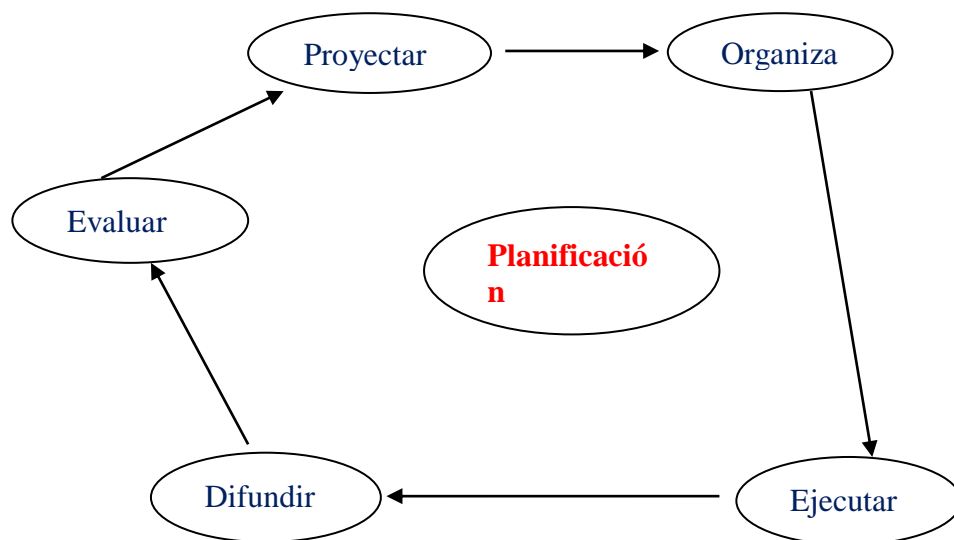 Proyectar
Organiza
Evaluar
Planificació
n
Difundir
Ejecutar